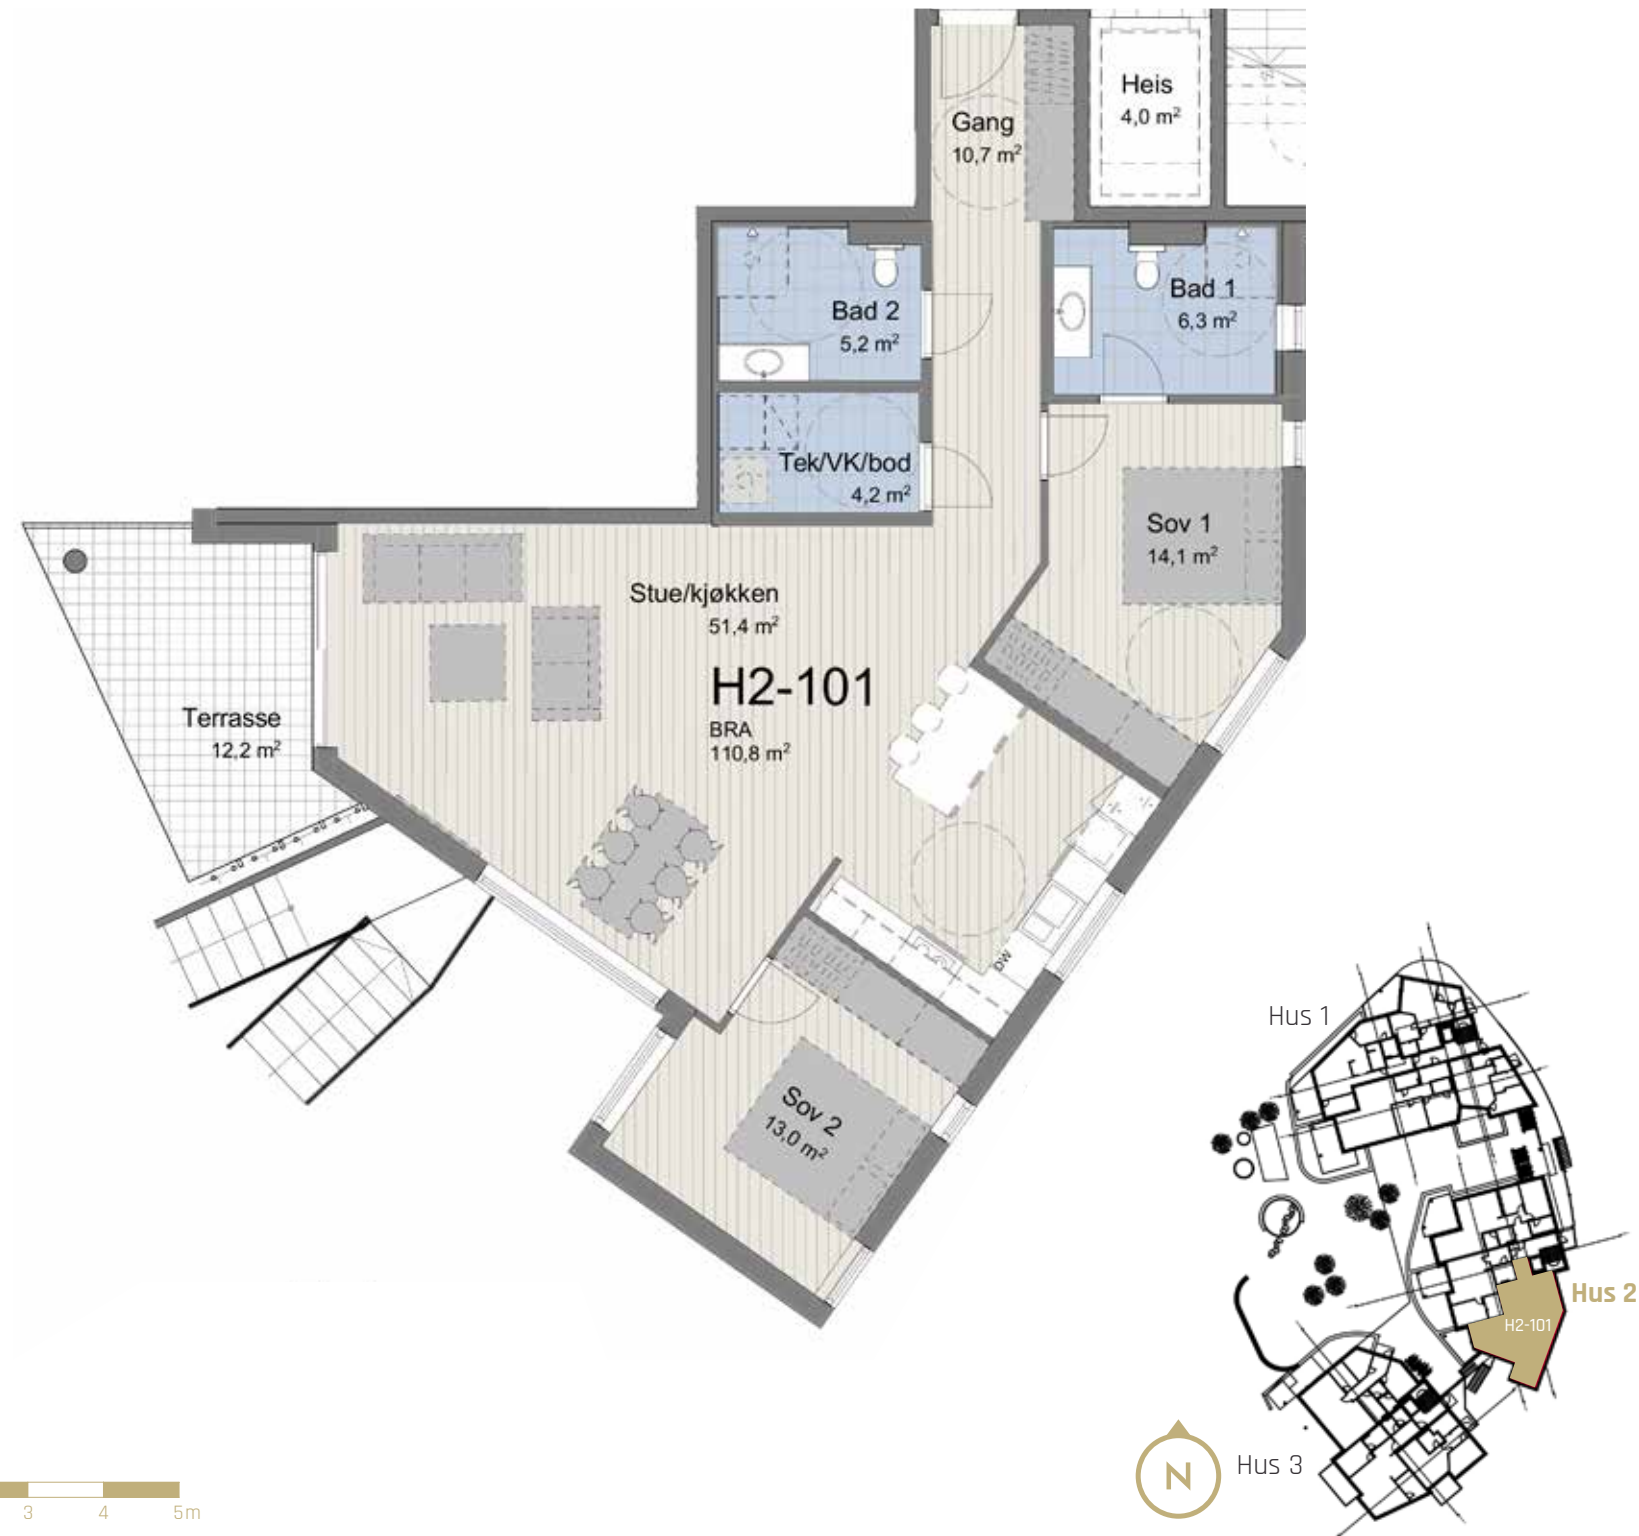 Heis
4,0 m²
Gang
10,7 m²
Bad 2
5,2 m²
Bad 1
6,3 m²
Tek/VK/bod
4,2 m²
Sov 1
14,1 m²
Stue/kjøkken
51,4 m²
H2-101
BRA
110,8 m²
Terrasse
12,2 m²
DW
Sov 2
13,0 m²
Hus 1
Hus 2
H2-101
Hus 3
N
3 4 5m